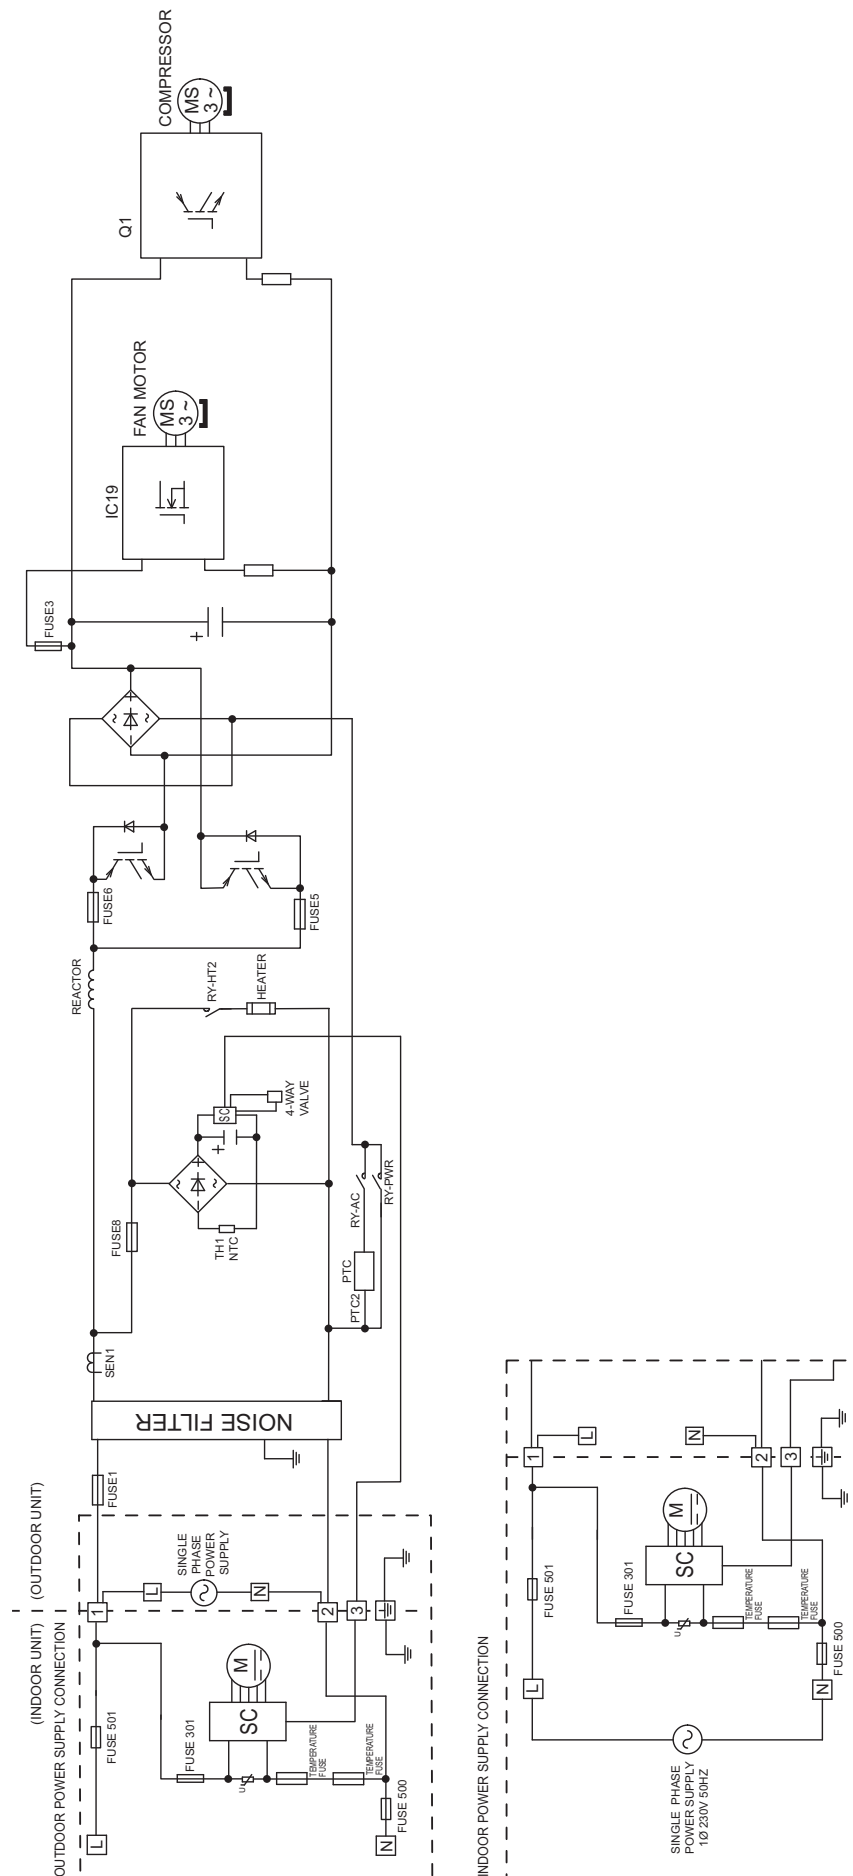 COMPRESSOR
MS
3 ~
Q1
FAN MOTOR
MS
3 ~
IC19
FUSE3
+
+
~
~
FUSE6
FUSE5
REACTOR
RY-HT2
HEATER
SC
4-WAY
VALVE
+
+
~
~
TH1
NTC
FUSE8
RY-AC
RY-PWR
PTC
PTC2
SEN1
NOISE FILTER
FUSE1
(OUTDOOR UNIT)
(INDOOR UNIT)
SINGLE
PHASE
POWER
SUPPLY
L
N
1
2
3
OUTDOOR POWER SUPPLY CONNECTION
FUSE 501
FUSE 301
M
SC
U
TEMPERATURE
FUSE
TEMPERATURE
FUSE
FUSE 500
L
N
INDOOR POWER SUPPLY CONNECTION
1
L
N
2
3
FUSE 501
FUSE 301
M
SC
U
TEMPERATURE
FUSE
TEMPERATURE
FUSE
FUSE 500
L
N
SINGLE PHASE
POWER SUPPLY
1Ø 230V 50HZ